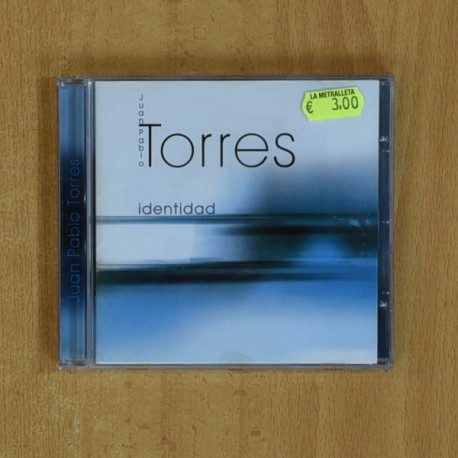 LA METRALLETA
€ 3,00
Juan Pablo
Torres
identidad
Juan Pablo Torres